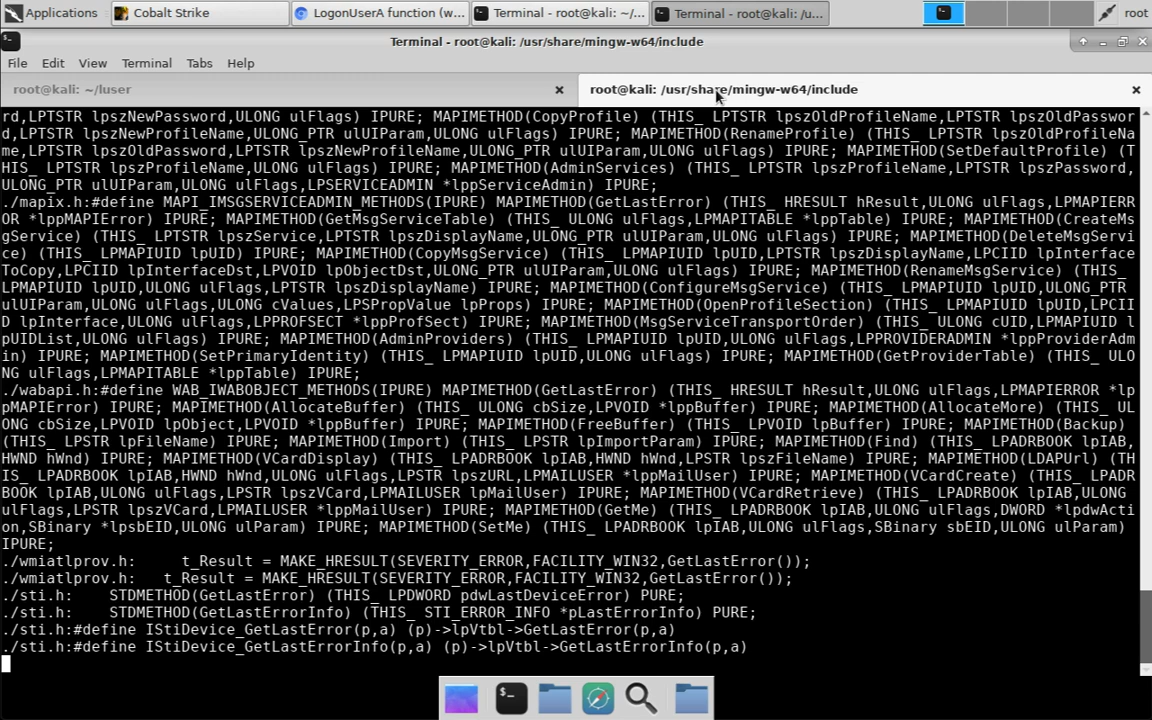 Applications
Cobalt Strike
LogonUserA function (w...
Terminal - root@kali: ~/...
Terminal - root@kali: /u...
root
Terminal - root@kali: /usr/share/mingw-w64/include
File Edit View Terminal Tabs Help
root@kali: ~/luser
root@kali: /usr/share/mingw-w64/include
rd,LPTSTR lpszNewPassword,ULONG ulFlags) IPURE; MAPIMETHOD(CopyProfile) (THIS_ LPTSTR lpszOldProfileName,LPTSTR lpszOldPasswor
d,LPTSTR lpszNewProfileName,ULONG_PTR ulUIParam,ULONG ulFlags) IPURE; MAPIMETHOD(RenameProfile) (THIS_ LPTSTR lpszOldProfileNa
me,LPTSTR lpszOldPassword,LPTSTR lpszNewProfileName,ULONG_PTR ulUIParam,ULONG ulFlags) IPURE; MAPIMETHOD(SetDefaultProfile) (T
HIS_ LPTSTR lpszProfileName,ULONG ulFlags) IPURE; MAPIMETHOD(AdminServices) (THIS_ LPTSTR lpszProfileName,LPTSTR lpszPassword,
ULONG_PTR ulUIParam,ULONG ulFlags,LPSERVICEADMIN *lppServiceAdmin) IPURE;
./mapix.h:#define MAPI_IMSGSERVICEADMIN_METHODS(IPURE) MAPIMETHOD(GetLastError) (THIS_ HRESULT hResult,ULONG ulFlags,LPMAPIERR
OR *lppMAPIError) IPURE; MAPIMETHOD(GetMsgServiceTable) (THIS_ ULONG ulFlags,LPMAPITABLE *lppTable) IPURE; MAPIMETHOD(CreateMs
gService) (THIS_ LPTSTR lpszService,LPTSTR lpszDisplayName,ULONG_PTR ulUIParam,ULONG ulFlags) IPURE; MAPIMETHOD(DeleteMsgServi
ce) (THIS_ LPMAPIUID lpUID) IPURE; MAPIMETHOD(CopyMsgService) (THIS_ LPMAPIUID lpUID,LPTSTR lpszDisplayName,LPCIID lpInterface
ToCopy,LPCIID lpInterfaceDst,LPVOID lpObjectDst,ULONG_PTR ulUIParam,ULONG ulFlags) IPURE; MAPIMETHOD(RenameMsgService) (THIS_ 
LPMAPIUID lpUID,ULONG ulFlags,LPTSTR lpszDisplayName) IPURE; MAPIMETHOD(ConfigureMsgService) (THIS_ LPMAPIUID lpUID,ULONG_PTR 
ulUIParam,ULONG ulFlags,ULONG cValues,LPSPropValue lpProps) IPURE; MAPIMETHOD(OpenProfileSection) (THIS_ LPMAPIUID lpUID,LPCII
D lpInterface,ULONG ulFlags,LPPROFSECT *lppProfSect) IPURE; MAPIMETHOD(MsgServiceTransportOrder) (THIS_ ULONG cUID,LPMAPIUID l
pUIDList,ULONG ulFlags) IPURE; MAPIMETHOD(AdminProviders) (THIS_ LPMAPIUID lpUID,ULONG ulFlags,LPPROVIDERADMIN *lppProviderAdm
in) IPURE; MAPIMETHOD(SetPrimaryIdentity) (THIS_ LPMAPIUID lpUID,ULONG ulFlags) IPURE; MAPIMETHOD(GetProviderTable) (THIS_ ULO
NG ulFlags,LPMAPITABLE *lppTable) IPURE;
./wabapi.h:#define WAB_IWABOBJECT_METHODS(IPURE) MAPIMETHOD(GetLastError) (THIS_ HRESULT hResult,ULONG ulFlags,LPMAPIERROR *lp
pMAPIError) IPURE; MAPIMETHOD(AllocateBuffer) (THIS_ ULONG cbSize,LPVOID *lppBuffer) IPURE; MAPIMETHOD(AllocateMore) (THIS_ UL
ONG cbSize,LPVOID lpObject,LPVOID *lppBuffer) IPURE; MAPIMETHOD(FreeBuffer) (THIS_ LPVOID lpBuffer) IPURE; MAPIMETHOD(Backup) 
(THIS_ LPSTR lpFileName) IPURE; MAPIMETHOD(Import) (THIS_ LPSTR lpImportParam) IPURE; MAPIMETHOD(Find) (THIS_ LPADRBOOK lpIAB,
HWND hWnd) IPURE; MAPIMETHOD(VCardDisplay) (THIS_ LPADRBOOK lpIAB,HWND hWnd,LPSTR lpszFileName) IPURE; MAPIMETHOD(LDAPUrl) (TH
IS_ LPADRBOOK lpIAB,HWND hWnd,ULONG ulFlags,LPSTR lpszURL,LPMAILUSER *lppMailUser) IPURE; MAPIMETHOD(VCardCreate) (THIS_ LPADR
BOOK lpIAB,ULONG ulFlags,LPSTR lpszVCard,LPMAILUSER lpMailUser) IPURE; MAPIMETHOD(VCardRetrieve) (THIS_ LPADRBOOK lpIAB,ULONG 
ulFlags,LPSTR lpszVCard,LPMAILUSER *lppMailUser) IPURE; MAPIMETHOD(GetMe) (THIS_ LPADRBOOK lpIAB,ULONG ulFlags,DWORD *lpdwActi
on,SBinary *lpsbEID,ULONG ulParam) IPURE; MAPIMETHOD(SetMe) (THIS_ LPADRBOOK lpIAB,ULONG ulFlags,SBinary sbEID,ULONG ulParam) 
IPURE;
./wmiatlprov.h:     t_Result = MAKE_HRESULT(SEVERITY_ERROR,FACILITY_WIN32,GetLastError());
./wmiatlprov.h:   t_Result = MAKE_HRESULT(SEVERITY_ERROR,FACILITY_WIN32,GetLastError());
./sti.h:    STDMETHOD(GetLastError) (THIS_ LPDWORD pdwLastDeviceError) PURE;
./sti.h:    STDMETHOD(GetLastErrorInfo) (THIS_ STI_ERROR_INFO *pLastErrorInfo) PURE;
./sti.h:#define IStiDevice_GetLastError(p,a) (p)->lpVtbl->GetLastError(p,a)
./sti.h:#define IStiDevice_GetLastErrorInfo(p,a) (p)->lpVtbl->GetLastErrorInfo(p,a)